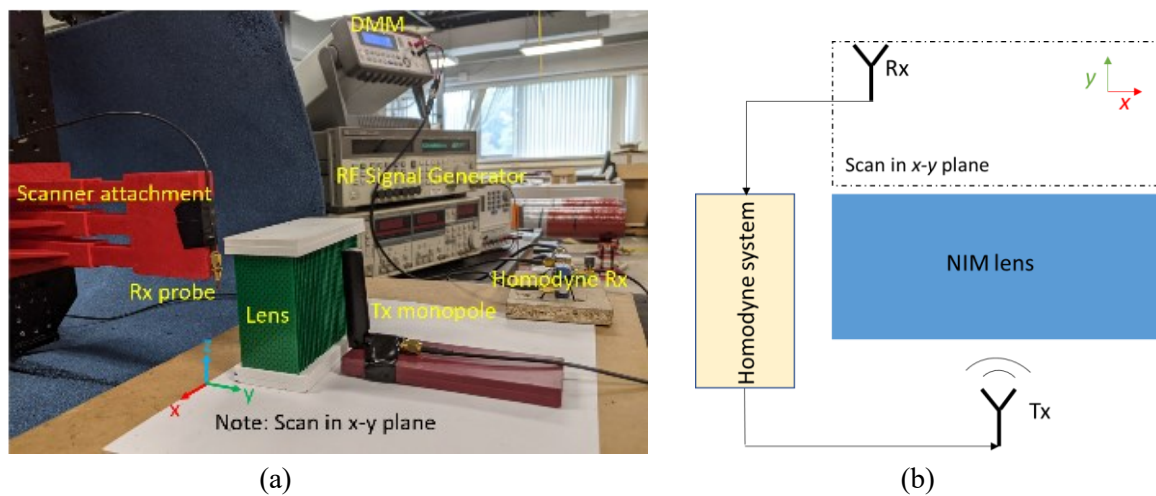 DMM
RF Signal Generator
Scanner attachment
Homodyne Rx
Rx probe
Lens
Tx monopole
z
x
y
Note: Scan in x-y plane
(a)
Rx
y
x
Scan in x-y plane
Homodyne system
NIM lens
Tx
(b)